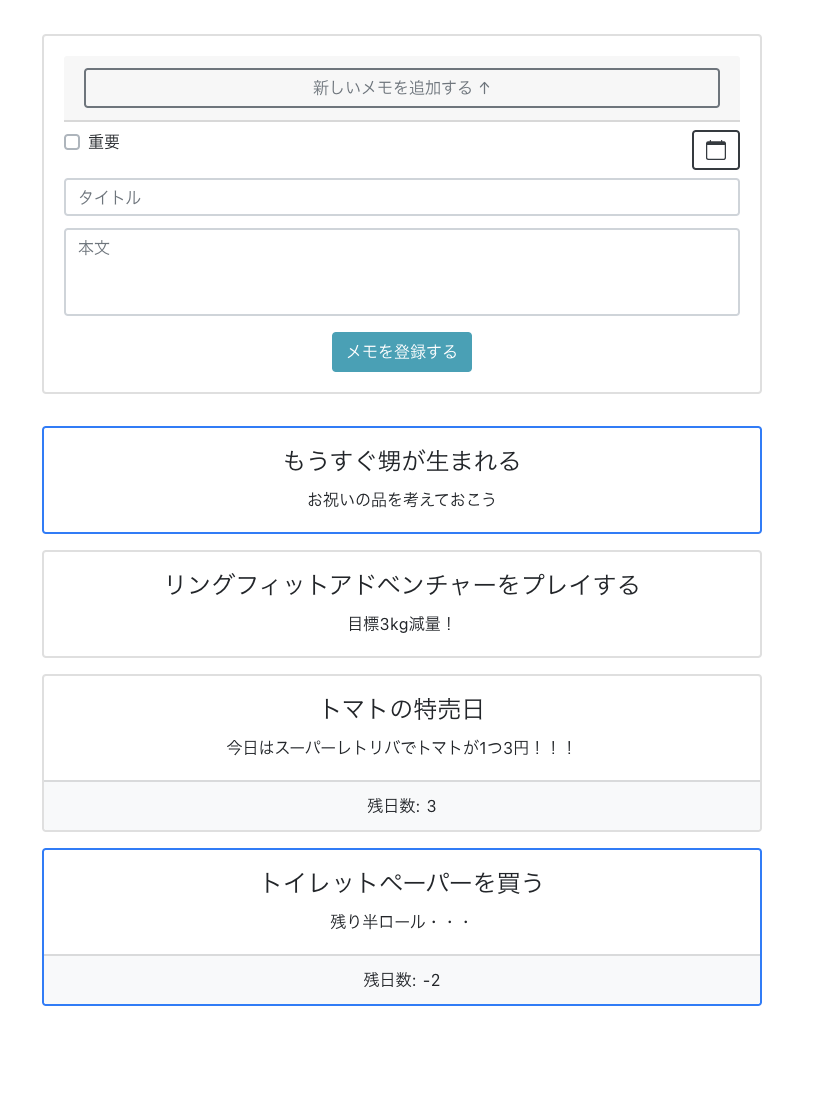 新しいメモを追加する ↑
重要
タイトル
本文
メモを登録する
もうすぐ甥が生まれる
お祝いの品を考えておこう
リングフィットアドベンチャーをプレイする
目標3kg減量！
トマトの特売日
今日はスーパーレトリバでトマトが1つ3円！！！
残日数: 3
トイレットペーパーを買う
残り半ロール・・・
残日数: -2